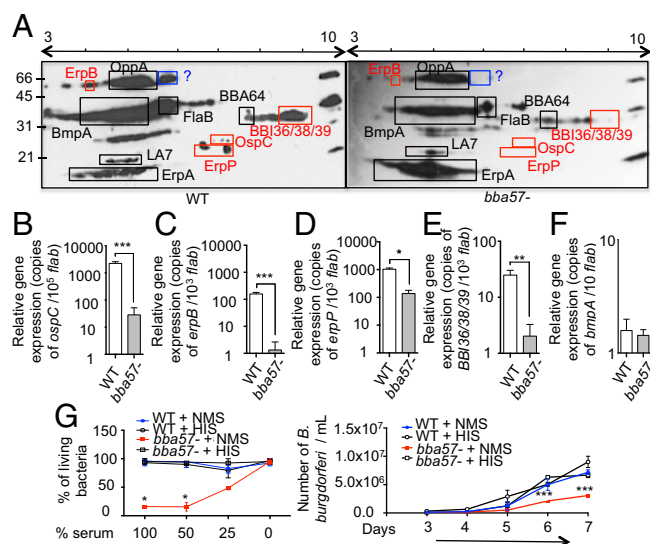 A
3 10 3 10
66
45
31
21
ErpB
OppA
?
BBA64
BmpA
FlaB
BBI36/38/39
OspC
LA7
ErpP
ErpA
WT
ErpB
OppA
?
BBA64
BmpA
FlaB
BBI36/38/39
OspC
LA7
ErpP
ErpA
bba57-
B
Relative gene
expression (copies
of ospC /10⁵ flab)
10000
1000
100
10
1
***
WT
bba57-
C
Relative gene
expression (copies
of erpB /10³ flab)
10000
1000
100
10
1
***
WT
bba57-
D
Relative gene
expression (copies
of erpP /10³ flab)
10000
1000
100
10
1
*
WT
bba57-
E
Relative gene
expression (copies of
BBI36/38/39 /10³ flab)
100
10
1
**
WT
bba57-
F
Relative gene
expression (copies
of bmpA /10 flab)
10
1
WT
bba57-
G
WT + NMS
WT + HIS
bba57- + NMS
bba57- + HIS
% of living
bacteria
100
50
0
* *
% serum
100 50 25 0
WT + NMS
WT + HIS
bba57- + NMS
bba57- + HIS
Number of B.
burgdorferi / mL
1.5x10⁷
1.0x10⁷
5.0x10⁶
0.0
*** ***
Days 3 4 5 6 7